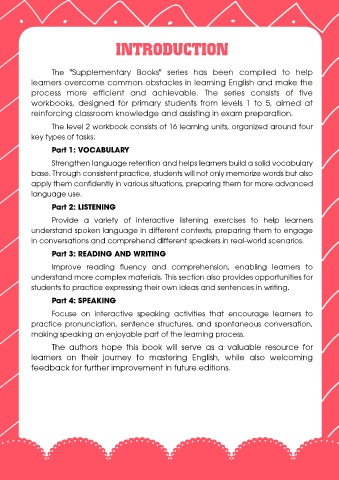 INTRODUCTION
The "Supplementary Books" series has been compiled to help
learners overcome common obstacles in learning English and make the
process more efficient and achievable. The series consists of five
workbooks, designed for primary students from levels 1 to 5, aimed at
reinforcing classroom knowledge and assisting in exam preparation.
The level 2 workbook consists of 16 learning units, organized around four
key types of tasks:
Part 1: VOCABULARY
Strengthen language retention and helps learners build a solid vocabulary
base. Through consistent practice, students will not only memorize words but also
apply them confidently in various situations, preparing them for more advanced
language use.
Part 2: LISTENING
Provide a variety of interactive listening exercises to help learners
understand spoken language in different contexts, preparing them to engage
in conversations and comprehend different speakers in real-world scenarios.
Part 3: READING AND WRITING
Improve reading fluency and comprehension, enabling learners to
understand more complex materials. This section also provides opportunities for
students to practice expressing their own ideas and sentences in writing.
Part 4: SPEAKING
Focus on interactive speaking activities that encourage learners to
practice pronunciation, sentence structures, and spontaneous conversation,
making speaking an enjoyable part of the learning process.
The authors hope this book will serve as a valuable resource for
learners on their journey to mastering English, while also welcoming
feedback for further improvement in future editions.